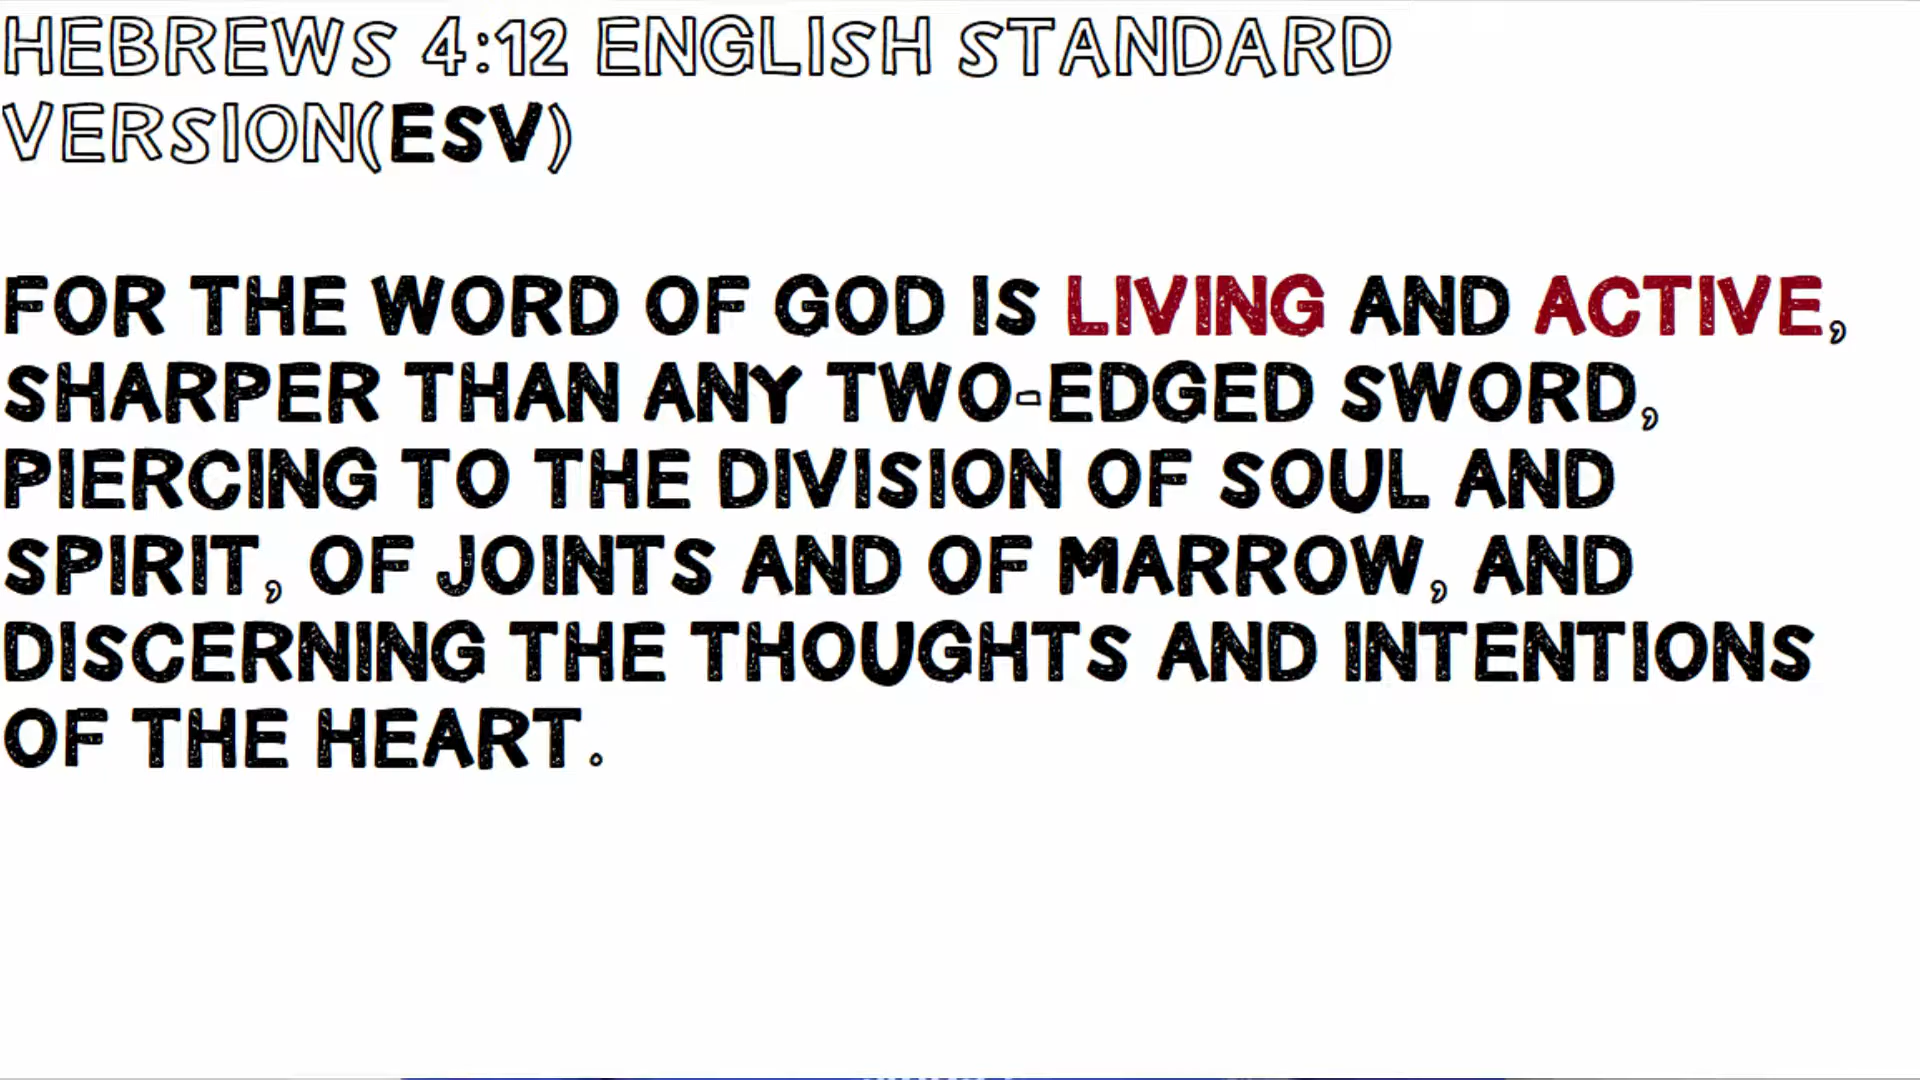 HEBREWS 4:12 ENGLISH STANDARD
VERSION(ESV)
FOR THE WORD OF GOD IS LIVING AND ACTIVE,
SHARPER THAN ANY TWO-EDGED SWORD,
PIERCING TO THE DIVISION OF SOUL AND
SPIRIT, OF JOINTS AND OF MARROW, AND
DISCERNING THE THOUGHTS AND INTENTIONS
OF THE HEART.